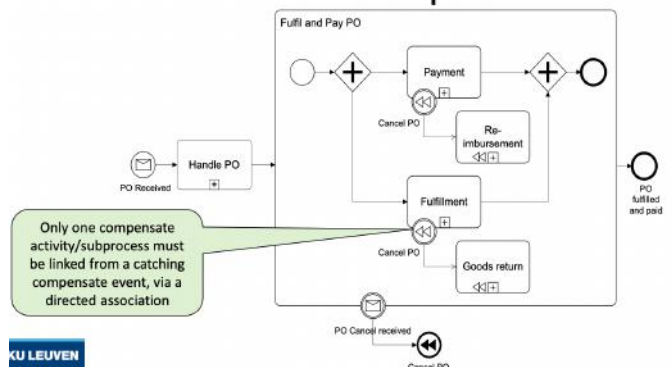 Fulfil and Pay PO
Payment
Cancel PO
Re-
imbursement
Handle PO
PO Received
Fulfillment
PO
fulfilled
and paid
Only one compensate
activity/subprocess must
be linked from a catching
compensate event, via a
directed association
Cancel PO
Goods return
PO Cancel received
KU LEUVEN
Cancel PO